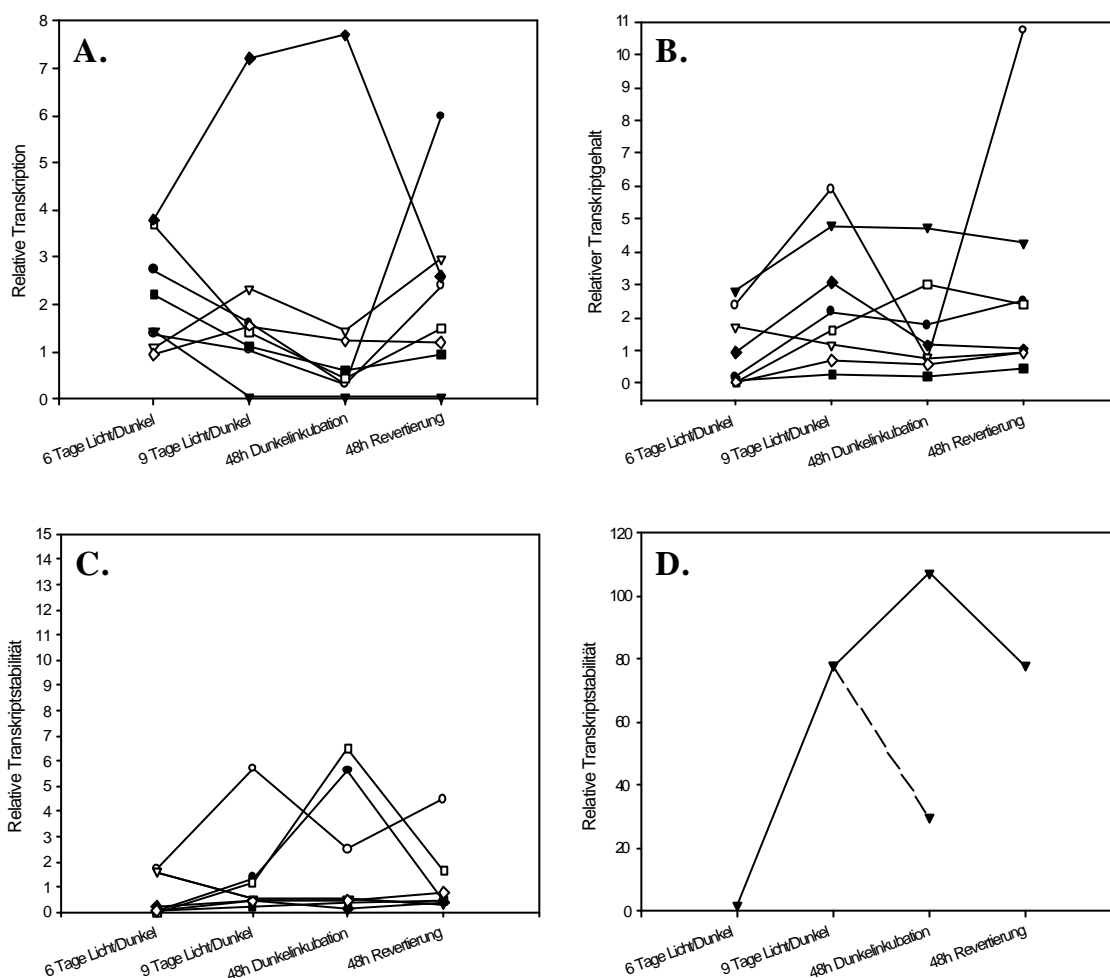 A.
Relative Transkription
8
7
6
5
4
3
2
1
0
6 Tage Licht/Dunkel
9 Tage Licht/Dunkel
48h Dunkelinkubation
48h Revertierung
B.
Relativer Transkriptgehalt
11
10
9
8
7
6
5
4
3
2
1
0
6 Tage Licht/Dunkel
9 Tage Licht/Dunkel
48h Dunkelinkubation
48h Revertierung
C.
Relative Transkriptstabilität
15
14
13
12
11
10
9
8
7
6
5
4
3
2
1
0
6 Tage Licht/Dunkel
9 Tage Licht/Dunkel
48h Dunkelinkubation
48h Revertierung
D.
Relative Transkriptstabilität
120
100
80
60
40
20
0
6 Tage Licht/Dunkel
9 Tage Licht/Dunkel
48h Dunkelinkubation
48h Revertierung